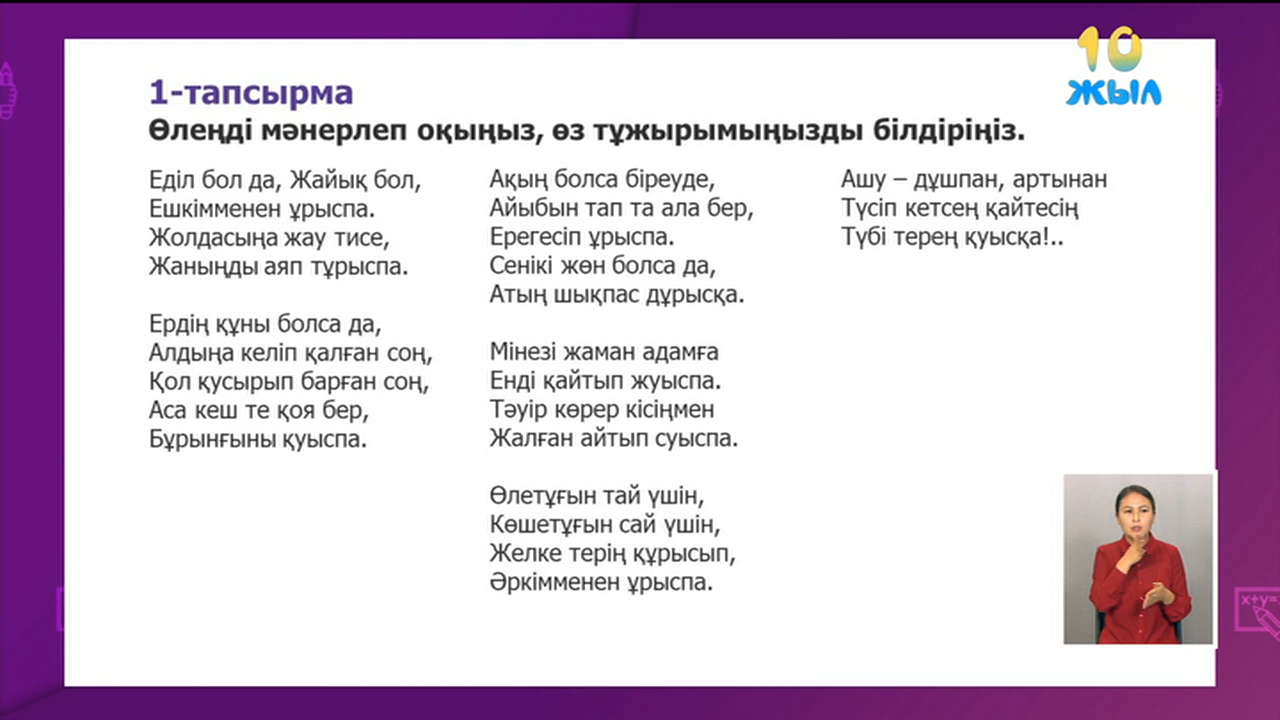 10
ЖЫЛ
1-тапсырма
Өлеңді мәнерлеп оқыңыз, өз тұжырымыңызды білдіріңіз.
Еділ бол да, Жайық бол,
Ешкімменен ұрыспа.
Жолдасыңа жау тисе,
Жаныңды аяп тұрыспа.
Ердің құны болса да,
Алдыңа келіп қалған соң,
Қол қусырып барған соң,
Аса кеш те қоя бер,
Бұрынғыны қуыспа.
Ақың болса біреуде,
Айыбын тап та ала бер,
Ерегесіп ұрыспа.
Сенікі жөн болса да,
Атың шықпас дұрысқа.
Мінезі жаман адамға
Енді қайтып жуыспа.
Тәуір көрер кісіңмен
Жалған айтып суыспа.
Өлетұғын тай үшін,
Көшетұғын сай үшін,
Желке терің құрысып,
Әркімменен ұрыспа.
Ашу – дұшпан, артынан
Түсіп кетсең қайтесің
Түбі терең қуысқа!..
x+y=